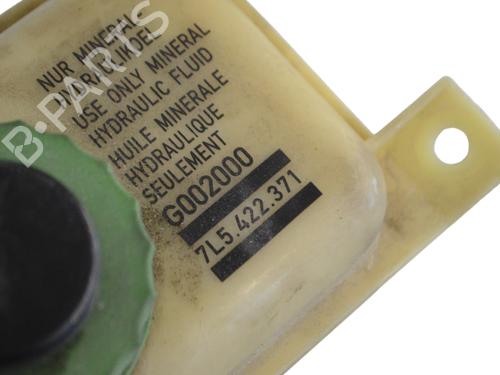 NUR MINERAL-
HYDRAULIKOEL
USE ONLY MINERAL
HYDRAULIC FLUID
HUILE MINERALE
HYDRAULIQUE
SEULEMENT
G002000
7L5.422.371
B-PARTS